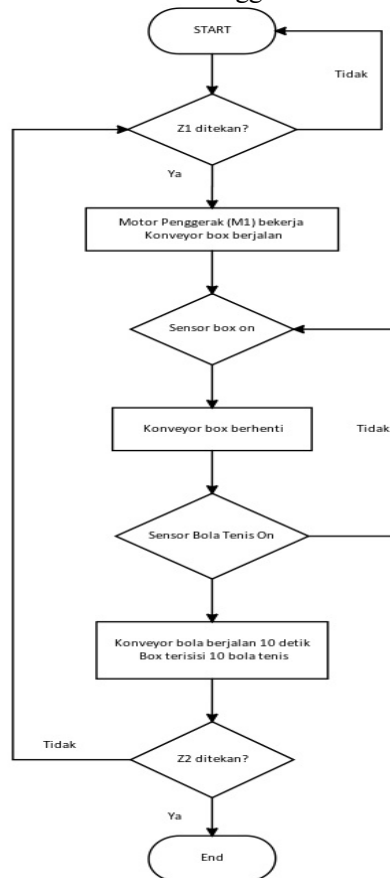 START
Tidak
Z1 ditekan?
Ya
Motor Penggerak (M1) bekerja
Konveyor box berjalan
Sensor box on
Konveyor box berhenti
Tidak
Sensor Bola Tenis On
Konveyor bola berjalan 10 detik
Box terisi 10 bola tenis
Tidak
Z2 ditekan?
Ya
End